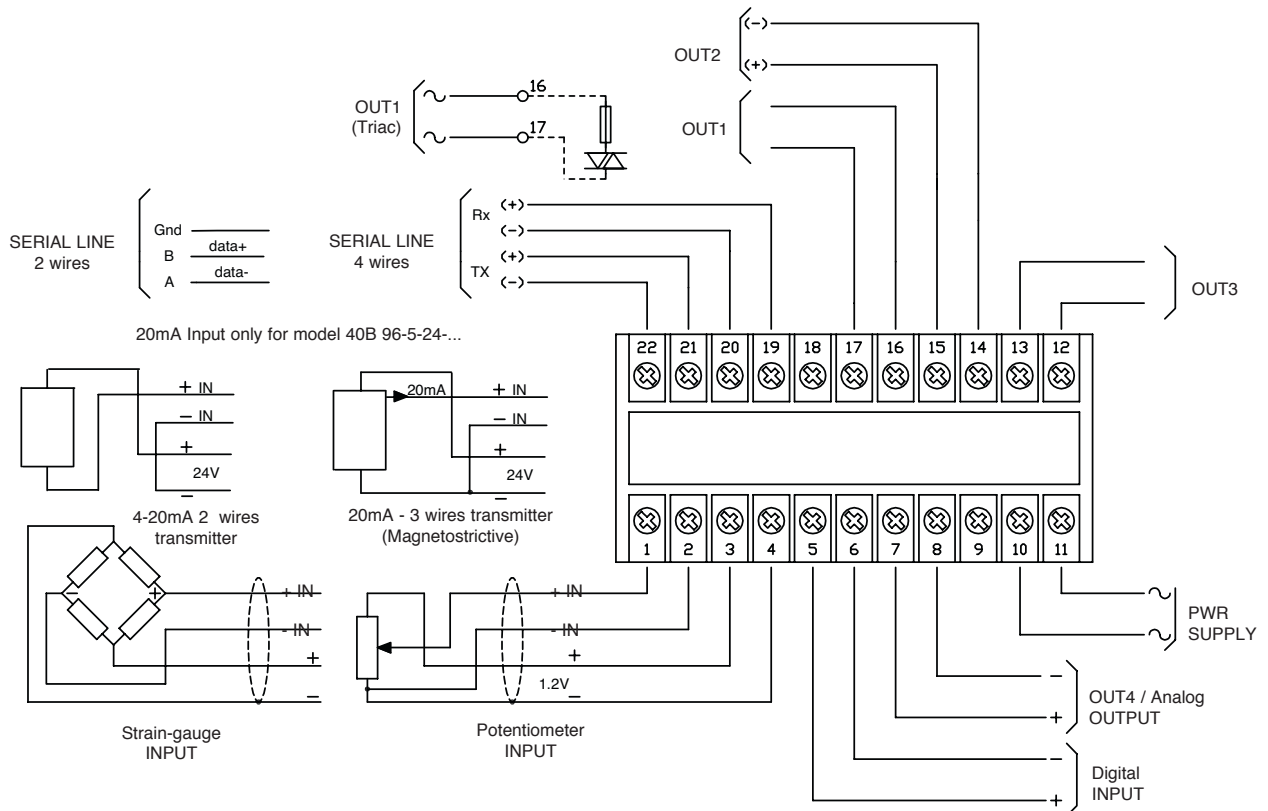 OUT2
(-)
(+)
OUT1
(Triac)
16
17
OUT1
SERIAL LINE
2 wires
Gnd
B data+
A data-
SERIAL LINE
4 wires
Rx (+)
(-)
TX (+)
(-)
OUT3
20mA Input only for model 40B 96-5-24-...
22 21 20 19 18 17 16 15 14 13 12
+ IN
– IN
+
24V
–
4-20mA 2 wires
transmitter
20mA
+ IN
– IN
+
24V
–
20mA - 3 wires transmitter
(Magnetostrictive)
1 2 3 4 5 6 7 8 9 10 11
– +
+ IN
- IN
+
–
Strain-gauge
INPUT
+ IN
- IN
+
1.2V
–
Potentiometer
INPUT
PWR
SUPPLY
–
+
OUT4 / Analog
OUTPUT
–
+
Digital
INPUT